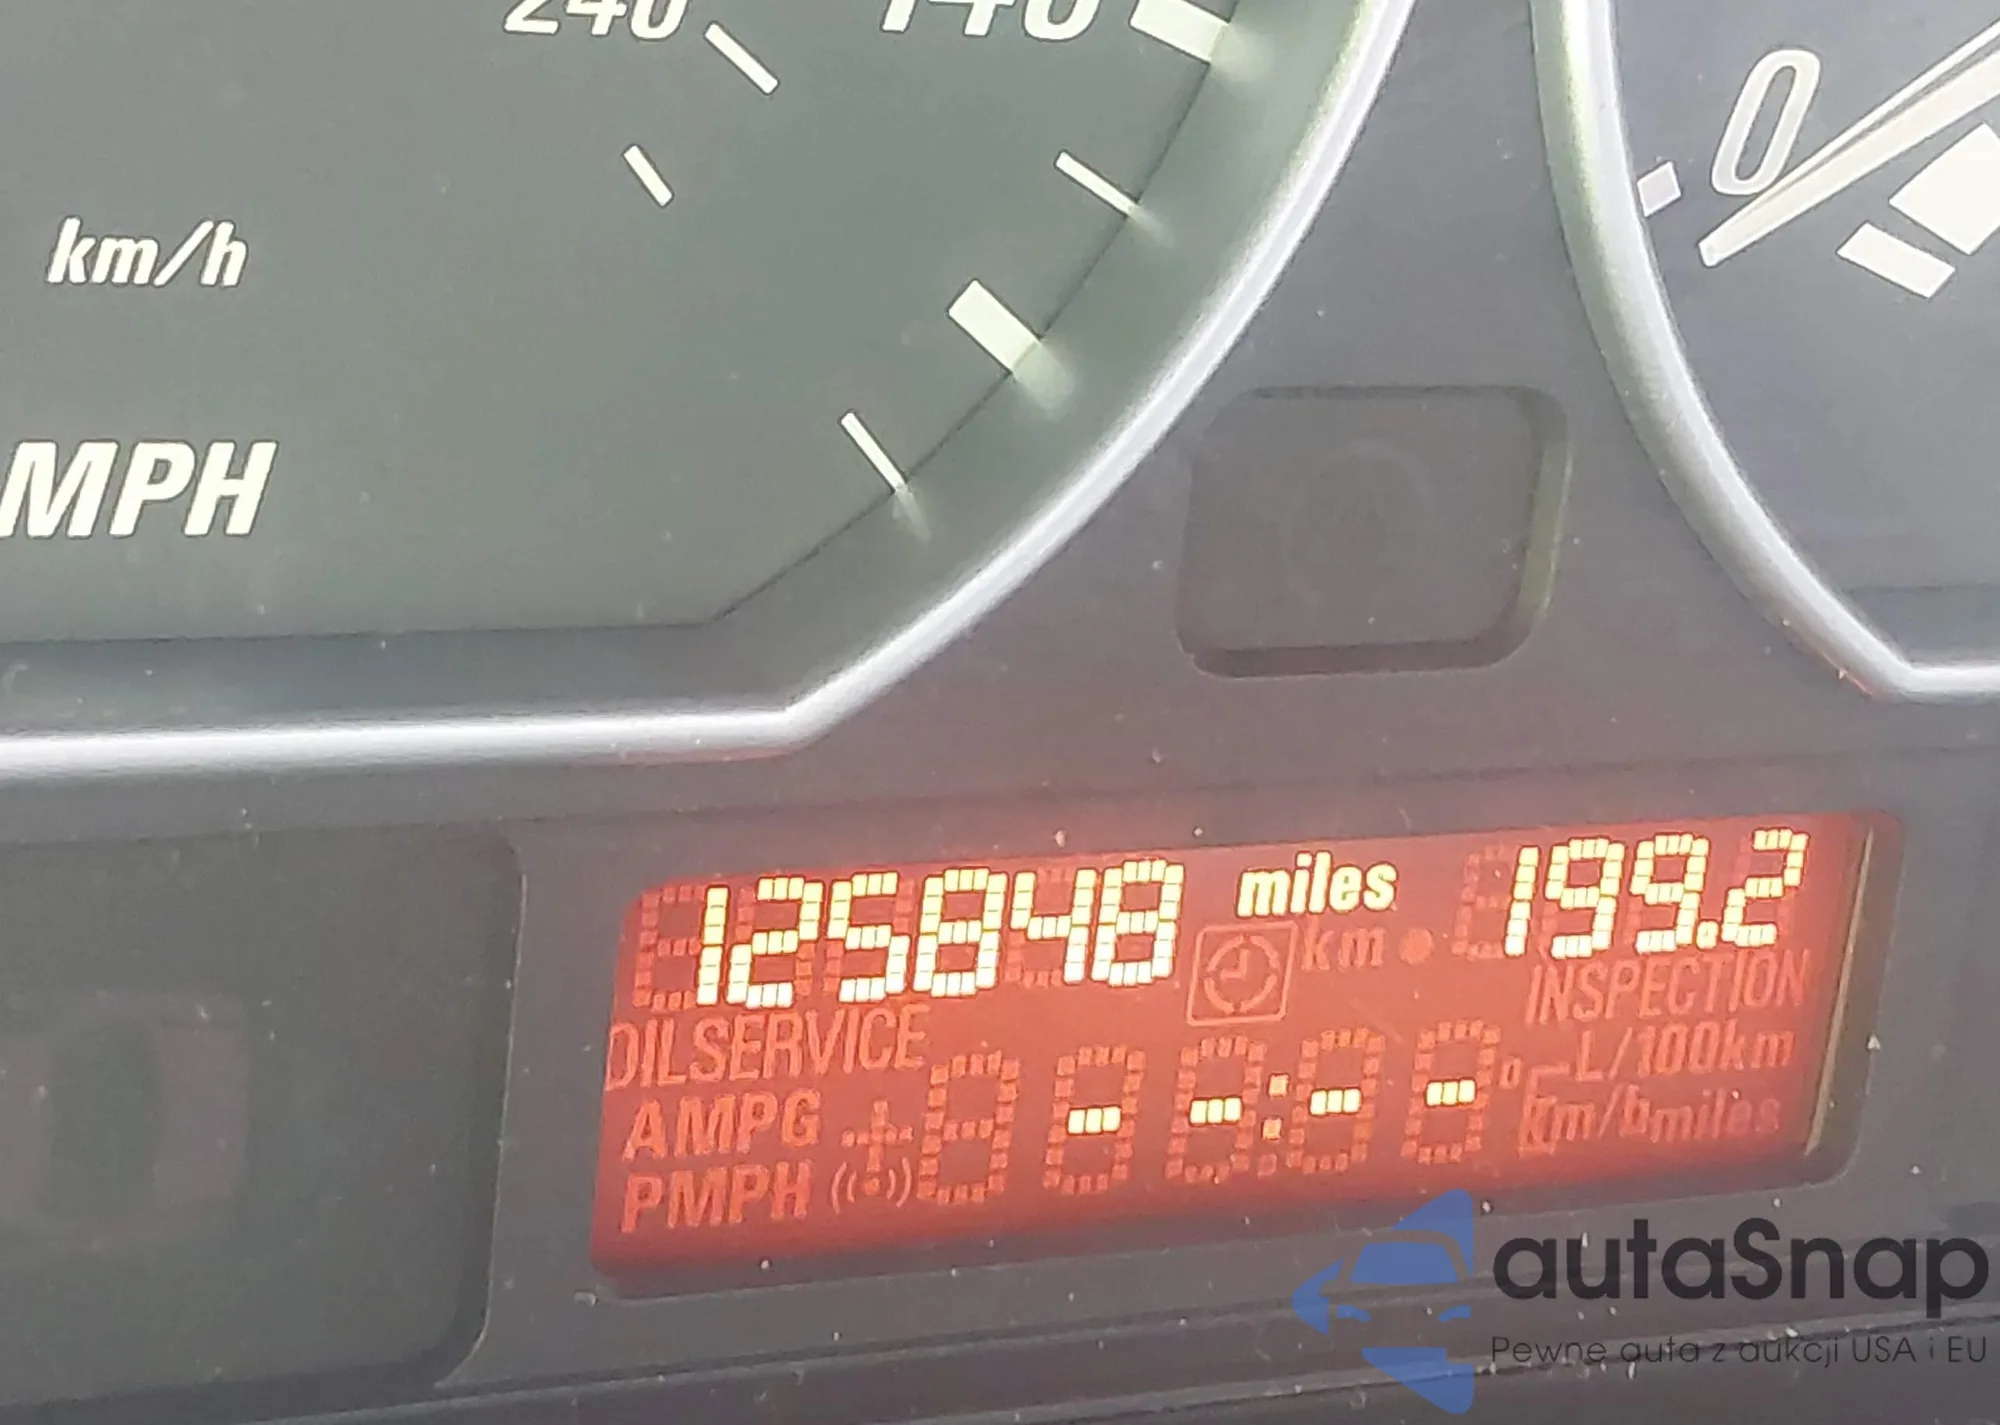 240 140
0
km/h
MPH
125848 miles 199.2
km
INSPECTION
OILSERVICE
L/100km
AMPG +  - -:- - °F km/h miles
PMPH
autaSnap
Pewne auta z aukcji USA i EU